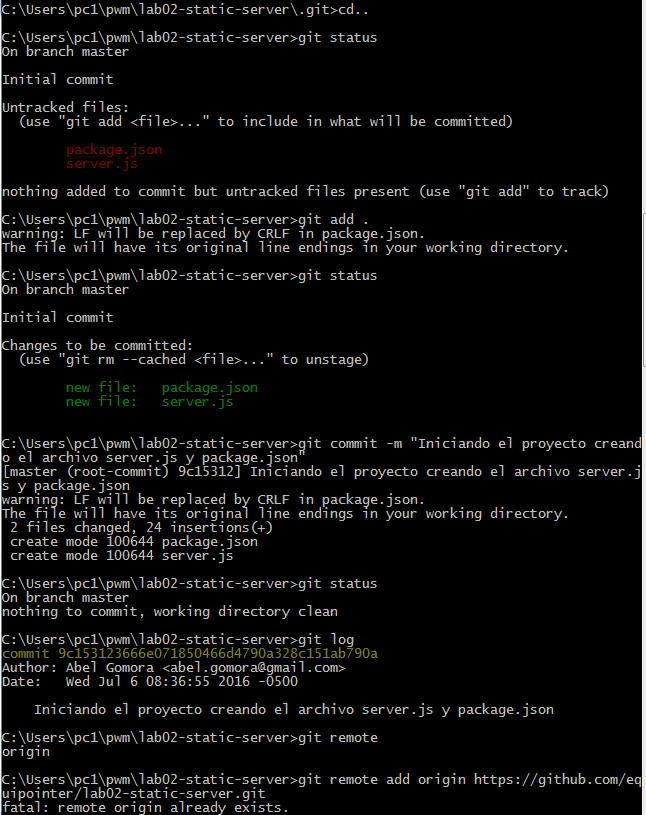 C:\Users\pc1\pwm\lab02-static-server\.git>cd..
C:\Users\pc1\pwm\lab02-static-server>git status
On branch master
Initial commit
Untracked files:
  (use "git add <file>..." to include in what will be committed)
        package.json
        server.js
nothing added to commit but untracked files present (use "git add" to track)
C:\Users\pc1\pwm\lab02-static-server>git add .
warning: LF will be replaced by CRLF in package.json.
The file will have its original line endings in your working directory.
C:\Users\pc1\pwm\lab02-static-server>git status
On branch master
Initial commit
Changes to be committed:
  (use "git rm --cached <file>..." to unstage)
        new file:   package.json
        new file:   server.js
C:\Users\pc1\pwm\lab02-static-server>git commit -m "Iniciando el proyecto creand
o el archivo server.js y package.json"
[master (root-commit) 9c15312] Iniciando el proyecto creando el archivo server.j
s y package.json
warning: LF will be replaced by CRLF in package.json.
The file will have its original line endings in your working directory.
 2 files changed, 24 insertions(+)
 create mode 100644 package.json
 create mode 100644 server.js
C:\Users\pc1\pwm\lab02-static-server>git status
On branch master
nothing to commit, working directory clean
C:\Users\pc1\pwm\lab02-static-server>git log
commit 9c153123666e071850466d4790a328c151ab790a
Author: Abel Gomora <abel.gomora@gmail.com>
Date:   Wed Jul 6 08:36:55 2016 -0500
    Iniciando el proyecto creando el archivo server.js y package.json
C:\Users\pc1\pwm\lab02-static-server>git remote
origin
C:\Users\pc1\pwm\lab02-static-server>git remote add origin https://github.com/eq
uipointer/lab02-static-server.git
fatal: remote origin already exists.